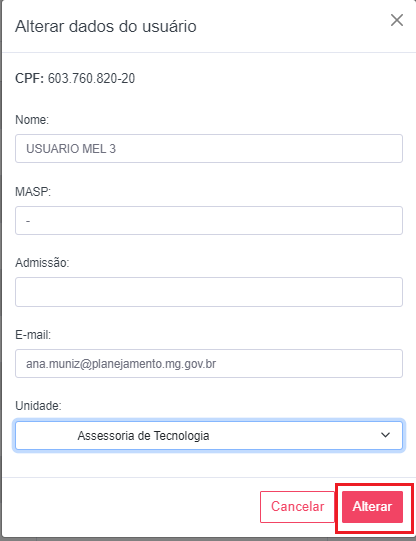 Alterar dados do usuário
CPF: 603.760.820-20
Nome:
USUARIO MEL 3
MASP:
-
Admissão:
E-mail:
ana.muniz@planejamento.mg.gov.br
Unidade:
Assessoria de Tecnologia
Cancelar Alterar